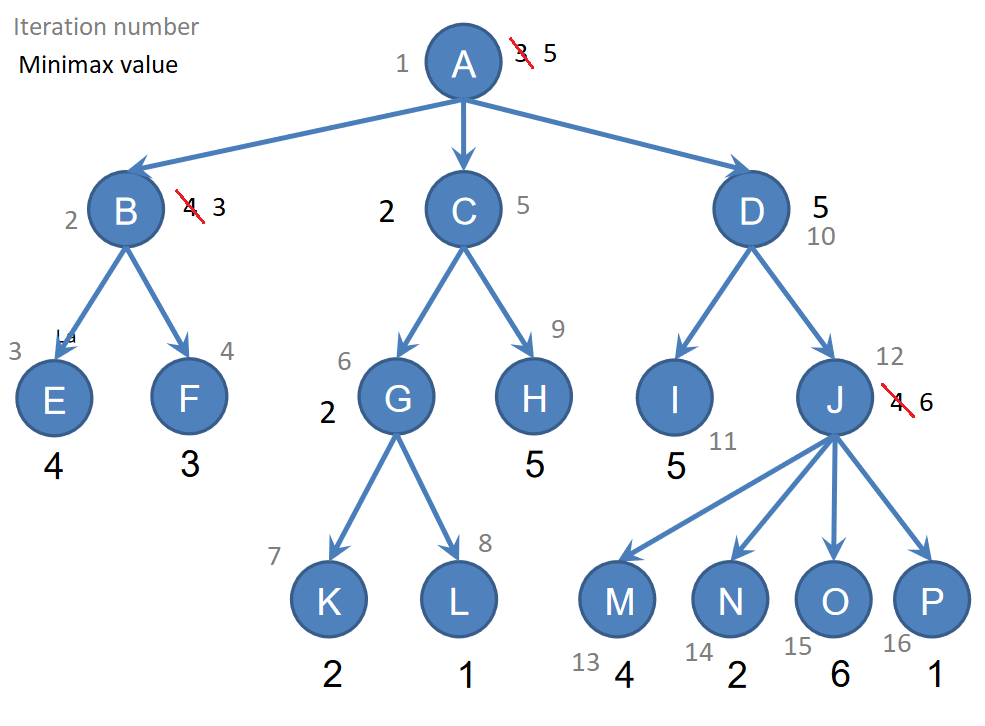 Iteration number
Minimax value
1 A 3 5
2 B 4 3
2 C 5
D 5
10
La
3 E 4
F 4
3
6 G
2
9
H
5
I 11
5
12
J 4 6
7 K
2
8
L
1
M
13 4
N
14 2
O
15 6
P
16 1